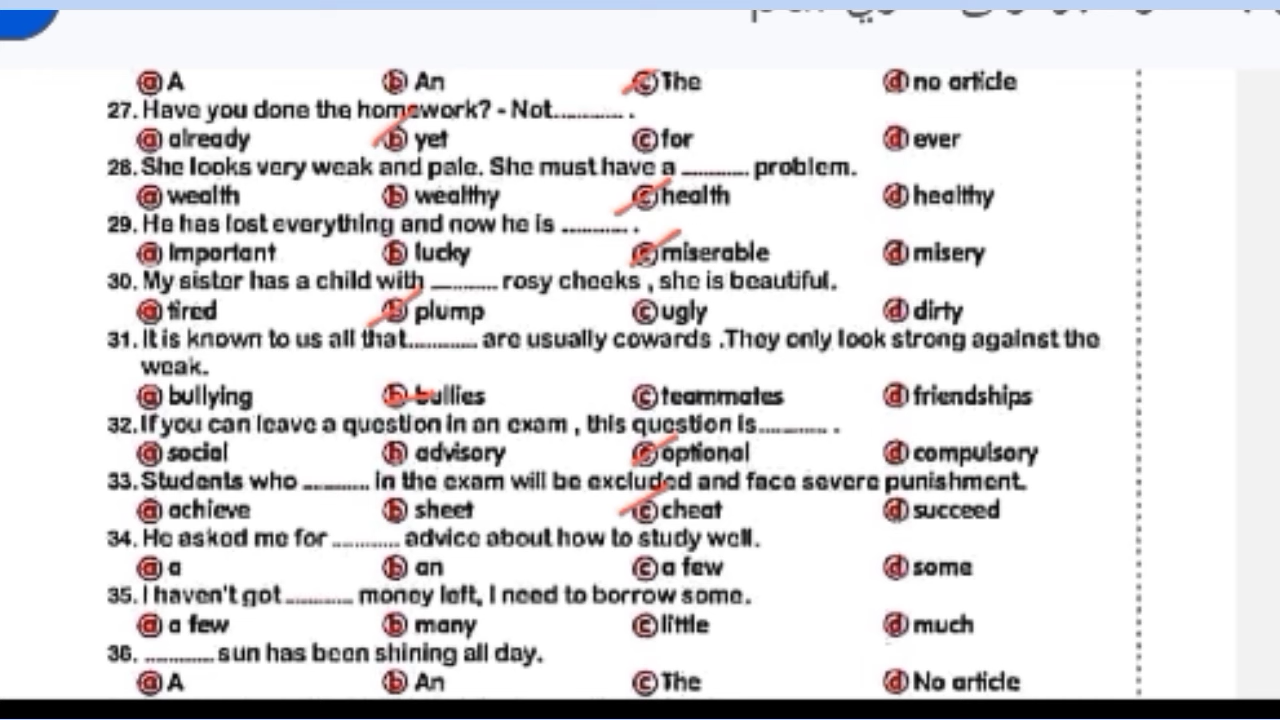 ⓐ A ⓑ An ⓒ The ⓓ no article
27. Have you done the homework? - Not............ .
ⓐ already ⓑ yet ⓒ for ⓓ ever
28. She looks very weak and pale. She must have a ............ problem.
ⓐ wealth ⓑ wealthy ⓒ health ⓓ healthy
29. He has lost everything and now he is ............ .
ⓐ Important ⓑ lucky ⓒ miserable ⓓ misery
30. My sister has a child with ............ rosy cheeks , she is beautiful.
ⓐ tired ⓑ plump ⓒ ugly ⓓ dirty
31. It is known to us all that............ are usually cowards .They only look strong against the
weak.
ⓐ bullying ⓑ bullies ⓒ teammates ⓓ friendships
32. If you can leave a question in an exam , this question is............ .
ⓐ social ⓑ advisory ⓒ optional ⓓ compulsory
33. Students who ............ in the exam will be excluded and face severe punishment.
ⓐ achieve ⓑ sheet ⓒ cheat ⓓ succeed
34. He asked me for ............ advice about how to study well.
ⓐ a ⓑ an ⓒ a few ⓓ some
35. I haven't got ............ money left, I need to borrow some.
ⓐ a few ⓑ many ⓒ little ⓓ much
36. ............ sun has been shining all day.
ⓐ A ⓑ An ⓒ The ⓓ No article